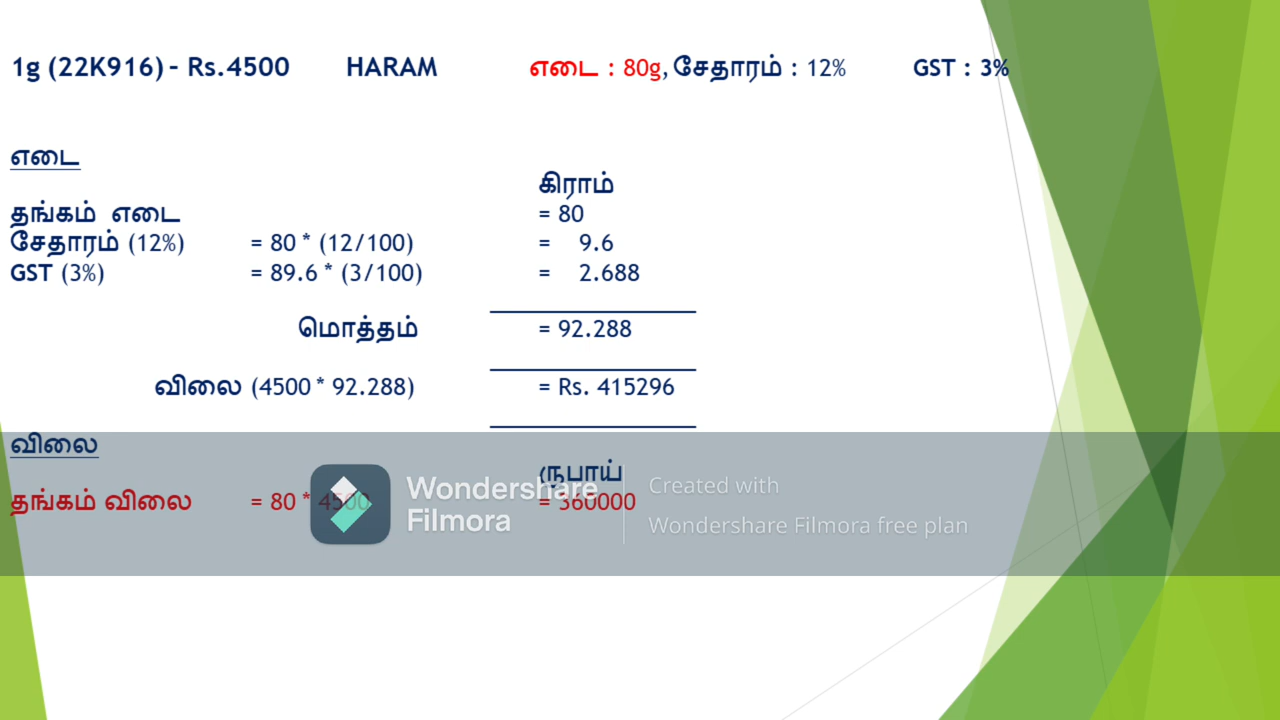 1g (22K916) - Rs.4500 HARAM எடை : 80g, சேதாரம் : 12% GST : 3%
எடை
கிராம்
தங்கம் எடை = 80
சேதாரம் (12%) = 80 * (12/100) = 9.6
GST (3%) = 89.6 * (3/100) = 2.688
மொத்தம் = 92.288
விலை (4500 * 92.288) = Rs. 415296
விலை
ரூபாய்
தங்கம் விலை = 80 * 4500 = 360000
Wondershare Filmora
Created with
Wondershare Filmora free plan